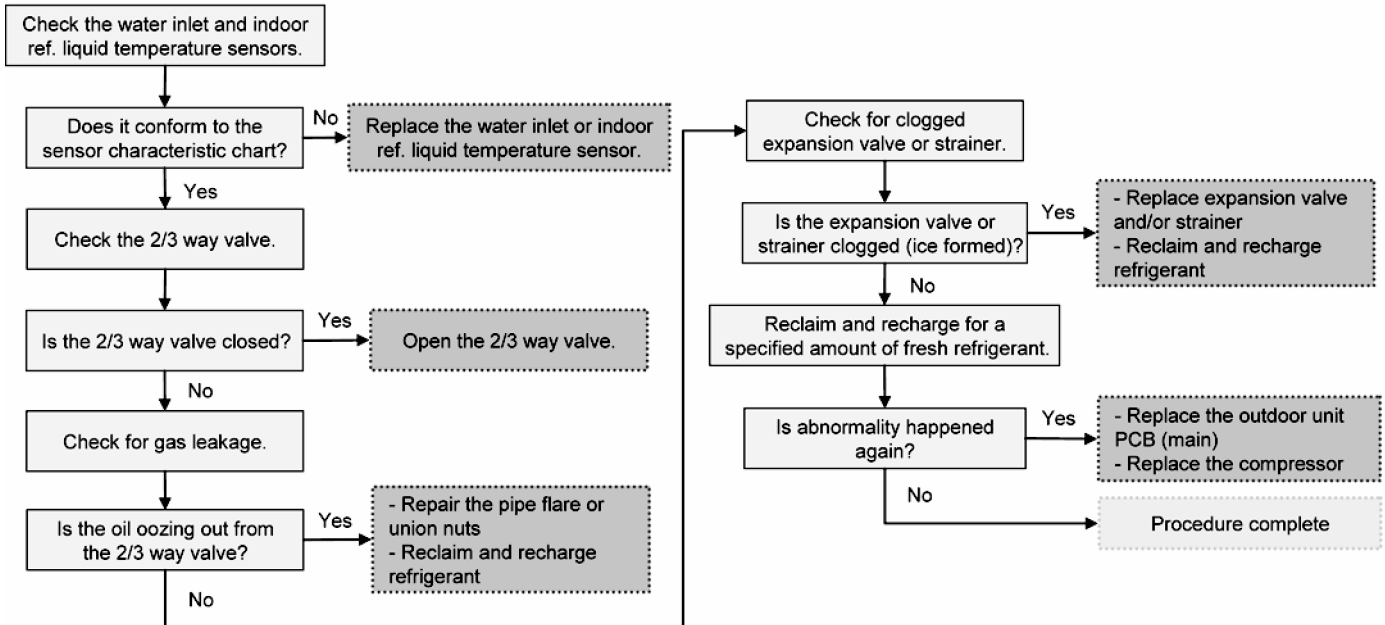 Check the water inlet and indoor
ref. liquid temperature sensors.
Does it conform to the
sensor characteristic chart?
No
Replace the water inlet or indoor
ref. liquid temperature sensor.
Yes
Check the 2/3 way valve.
Is the 2/3 way valve closed?
Yes
Open the 2/3 way valve.
No
Check for gas leakage.
Is the oil oozing out from
the 2/3 way valve?
Yes
- Repair the pipe flare or
union nuts
- Reclaim and recharge
refrigerant
No
Check for clogged
expansion valve or strainer.
Is the expansion valve or
strainer clogged (ice formed)?
Yes
- Replace expansion valve
and/or strainer
- Reclaim and recharge
refrigerant
No
Reclaim and recharge for a
specified amount of fresh refrigerant.
Is abnormality happened
again?
Yes
- Replace the outdoor unit
PCB (main)
- Replace the compressor
No
Procedure complete